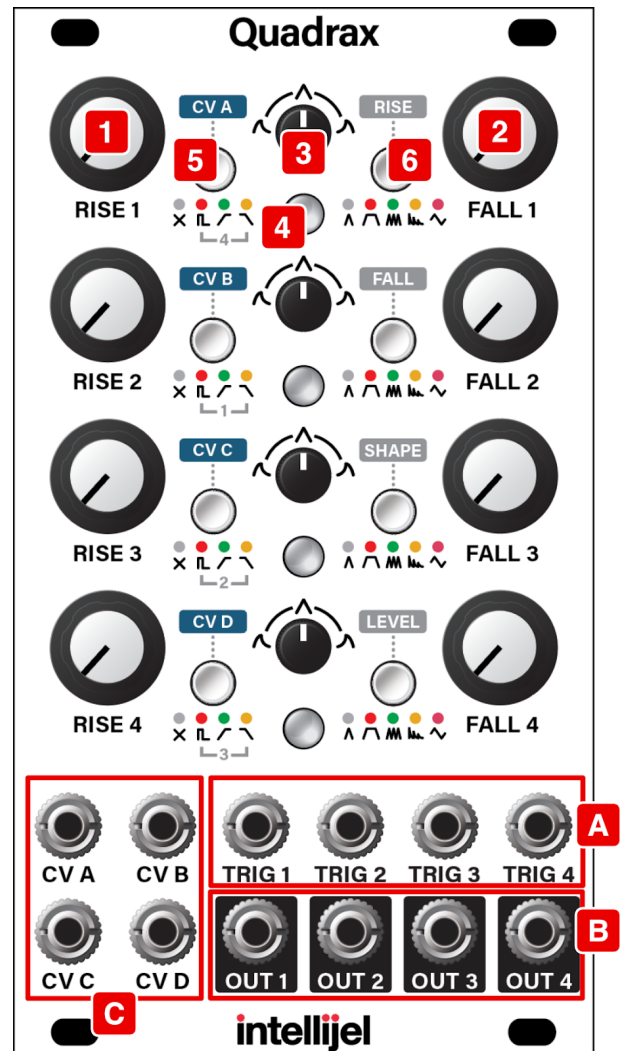 Quadrax
CV A
RISE
1
5
3
6
2
RISE 1
4
4
FALL 1
CV B
FALL
RISE 2
1
FALL 2
CV C
SHAPE
RISE 3
2
FALL 3
CV D
LEVEL
RISE 4
3
FALL 4
A
CV A CV B TRIG 1 TRIG 2 TRIG 3 TRIG 4
B
CV C CV D OUT 1 OUT 2 OUT 3 OUT 4
C
intellijel